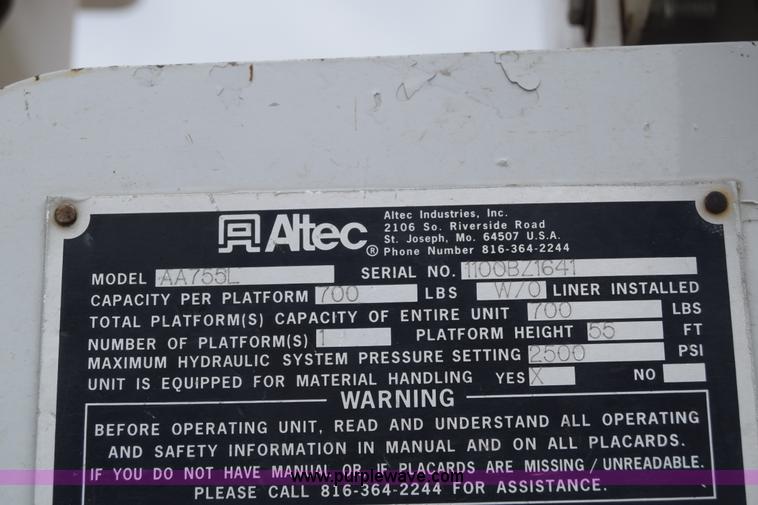 Altec
Altec Industries, Inc.
2106 So. Riverside Road
St. Joseph, Mo. 64507 U.S.A.
® Phone Number 816-364-2244
MODEL AA755L SERIAL NO. 1100BZ1641
CAPACITY PER PLATFORM 700 LBS W/O LINER INSTALLED
TOTAL PLATFORM(S) CAPACITY OF ENTIRE UNIT 700 LBS
NUMBER OF PLATFORM(S) 1 PLATFORM HEIGHT 55 FT
MAXIMUM HYDRAULIC SYSTEM PRESSURE SETTING 2500 PSI
UNIT IS EQUIPPED FOR MATERIAL HANDLING YES X NO
WARNING
BEFORE OPERATING UNIT, READ AND UNDERSTAND ALL OPERATING
AND SAFETY INFORMATION IN MANUAL AND ON ALL PLACARDS.
IF YOU DO NOT HAVE MANUAL OR IF PLACARDS ARE MISSING / UNREADABLE.
www.purplewave.com
PLEASE CALL 816-364-2244 FOR ASSISTANCE.